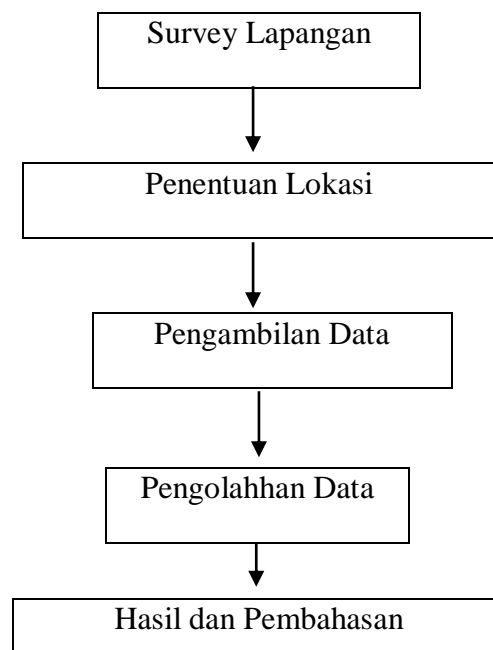 Survey Lapangan
Penentuan Lokasi
Pengambilan Data
Pengolahhan Data
Hasil dan Pembahasan